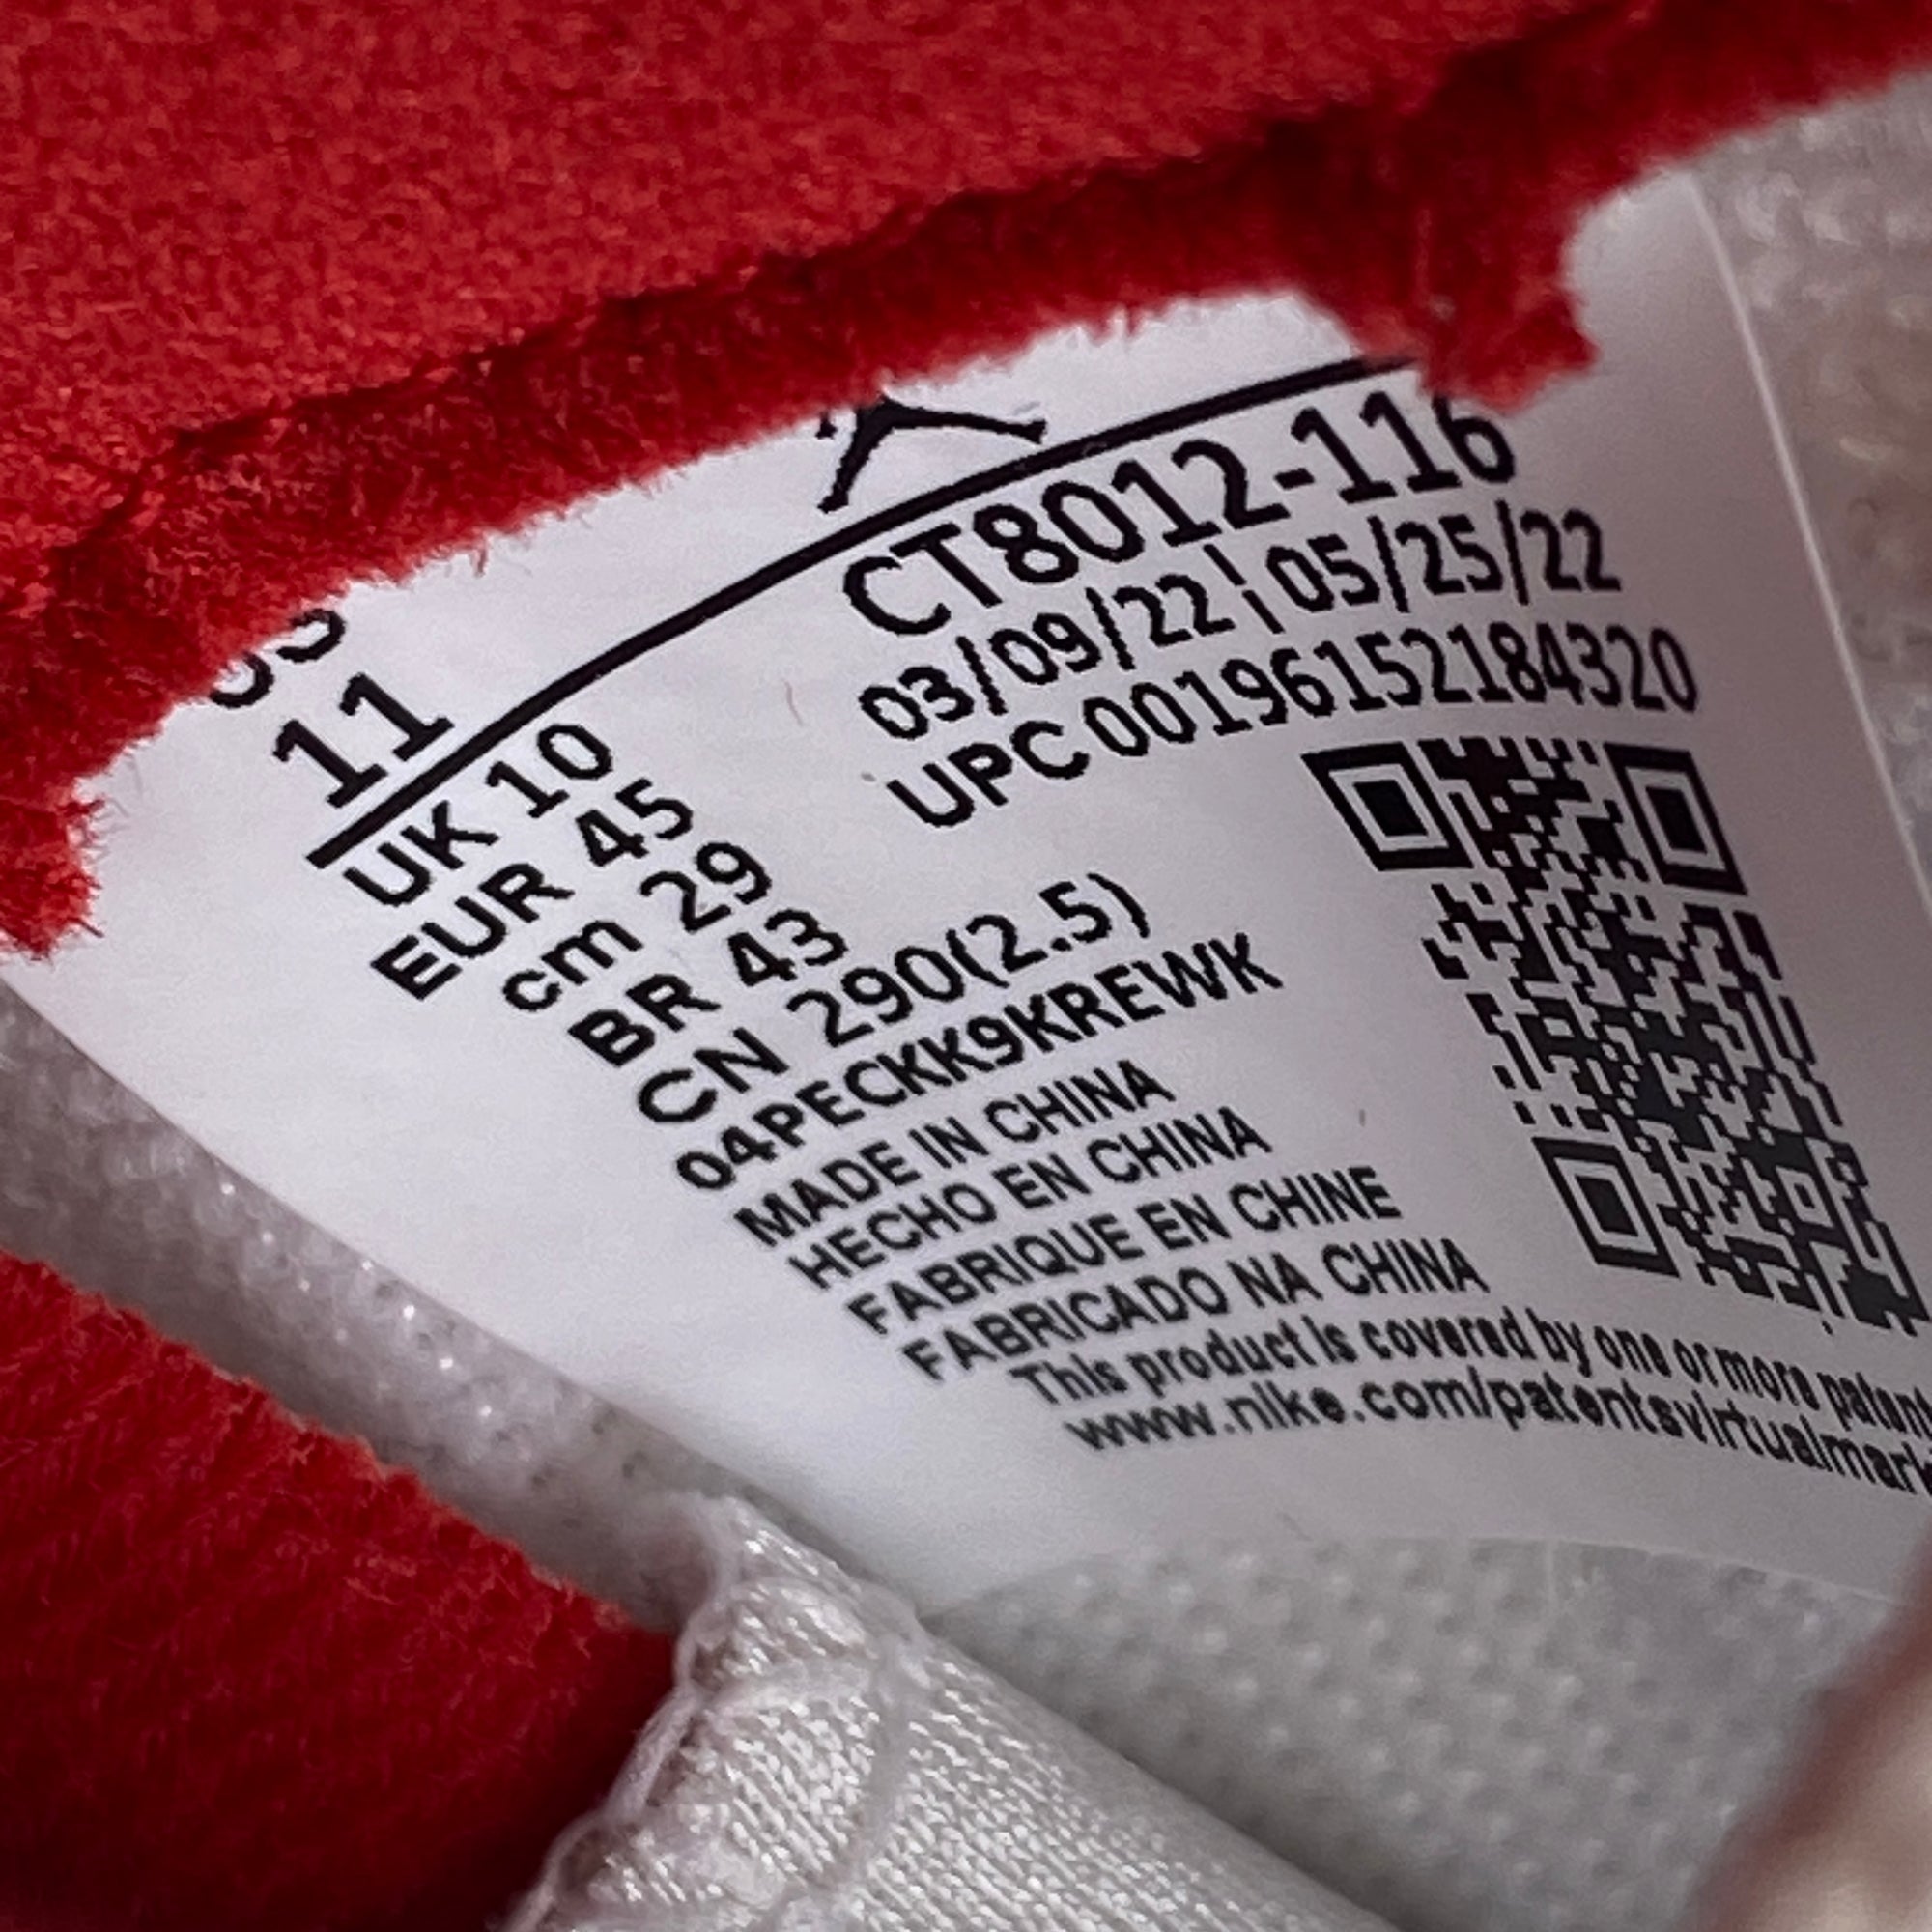 US
11
CT8012-116
03/09/22¦05/25/22
UPC 00196152184320
UK 10
EUR 45
cm 29
BR 43
CN 290(2.5)
04PECKK9KREWK
MADE IN CHINA
HECHO EN CHINA
FABRIQUE EN CHINE
FABRICADO NA CHINA
This product is covered by one or more
www.nike.com/patentsvirtualmark